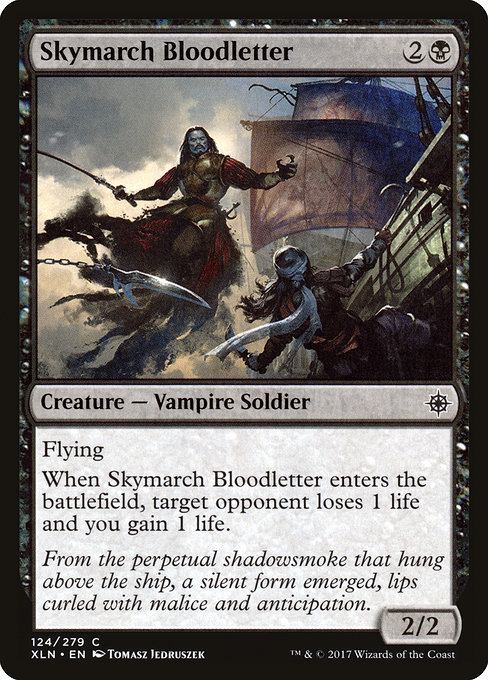 Skymarch Bloodletter 2
Creature — Vampire Soldier
Flying
When Skymarch Bloodletter enters the
battlefield, target opponent loses 1 life
and you gain 1 life.
From the perpetual shadowsmoke that hung
above the ship, a silent form emerged, lips
curled with malice and anticipation.
2/2
124/279 C
XLN • EN Tomasz Jedruszek
™ & © 2017 Wizards of the Coast